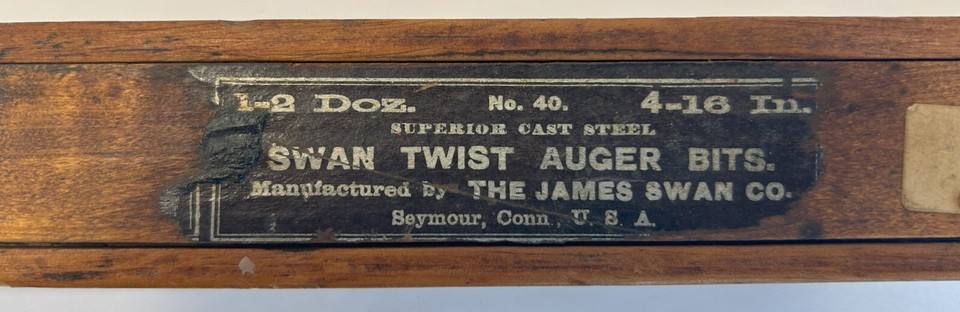 1-2 Doz. No. 40. 4-16 In.
SUPERIOR CAST STEEL
SWAN TWIST AUGER BITS.
Manufactured by THE JAMES SWAN CO.
Seymour, Conn., U. S. A.